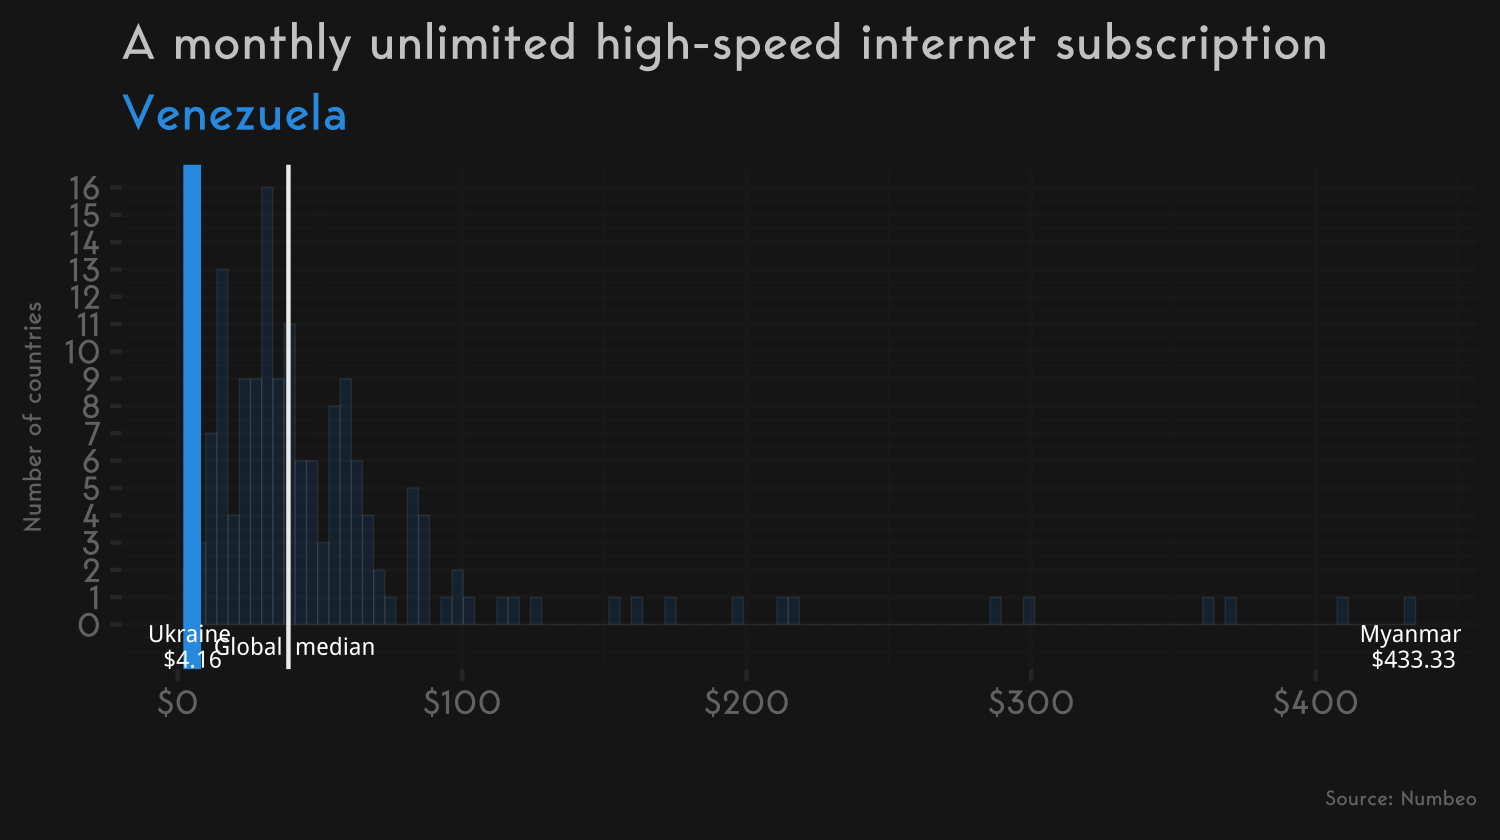 A monthly unlimited high-speed internet subscription
Venezuela
Number of countries
16
15
14
13
12
11
10
9
8
7
6
5
4
3
2
1
0
Ukraine
$4.16
Global median
Myanmar
$433.33
$0 $100 $200 $300 $400
Source: Numbeo